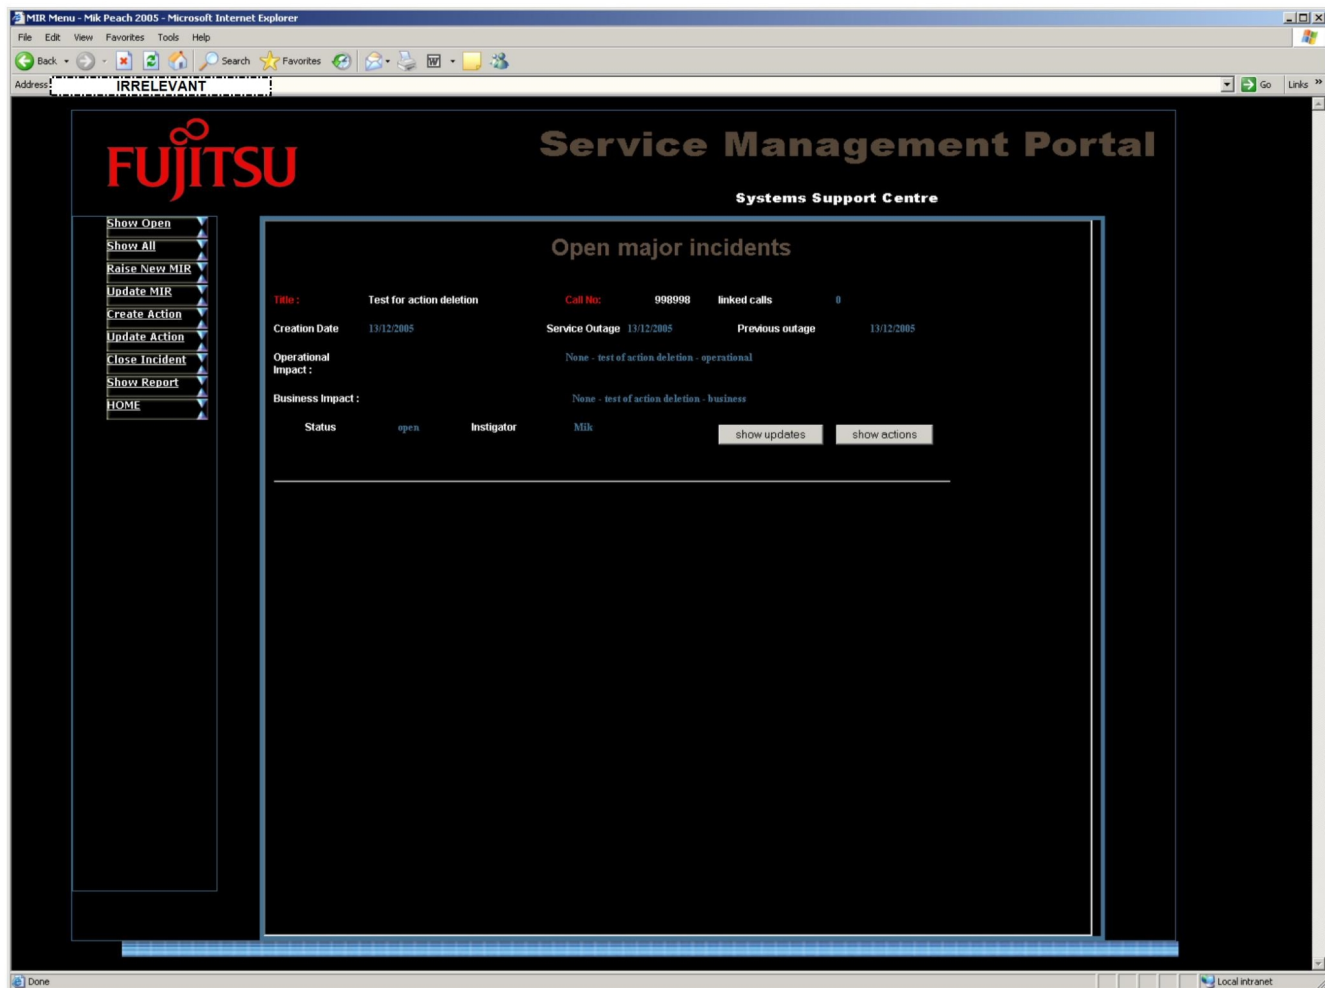 MIR Menu - Mik Peach 2005 - Microsoft Internet Explorer
File Edit View Favorites Tools Help
Back Search Favorites
Address IRRELEVANT Go Links »
FUJITSU
Service Management Portal
Systems Support Centre
Show Open
Show All
Raise New MIR
Update MIR
Create Action
Update Action
Close Incident
Show Report
HOME
Open major incidents
Title : Test for action deletion Call No: 998998 linked calls 0
Creation Date 13/12/2005 Service Outage 13/12/2005 Previous outage 13/12/2005
Operational None - test of action deletion - operational
Impact :
Business Impact : None - test of action deletion - business
Status open Instigator Mik show updates show actions
Done Local intranet